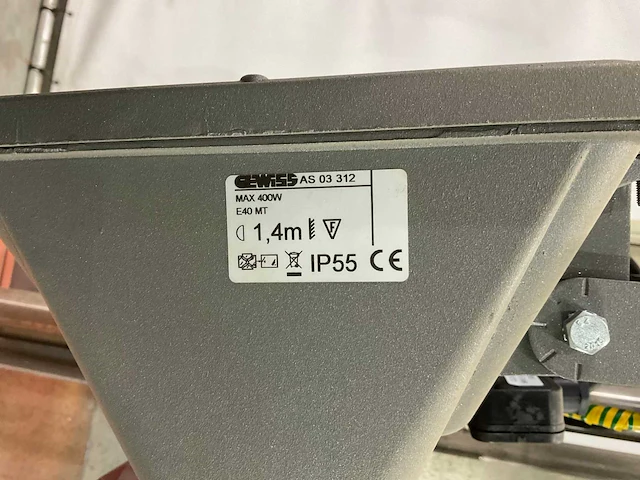 GEWISS AS 03 312
MAX 400W
E40 MT
1,4m F
IP55 CE